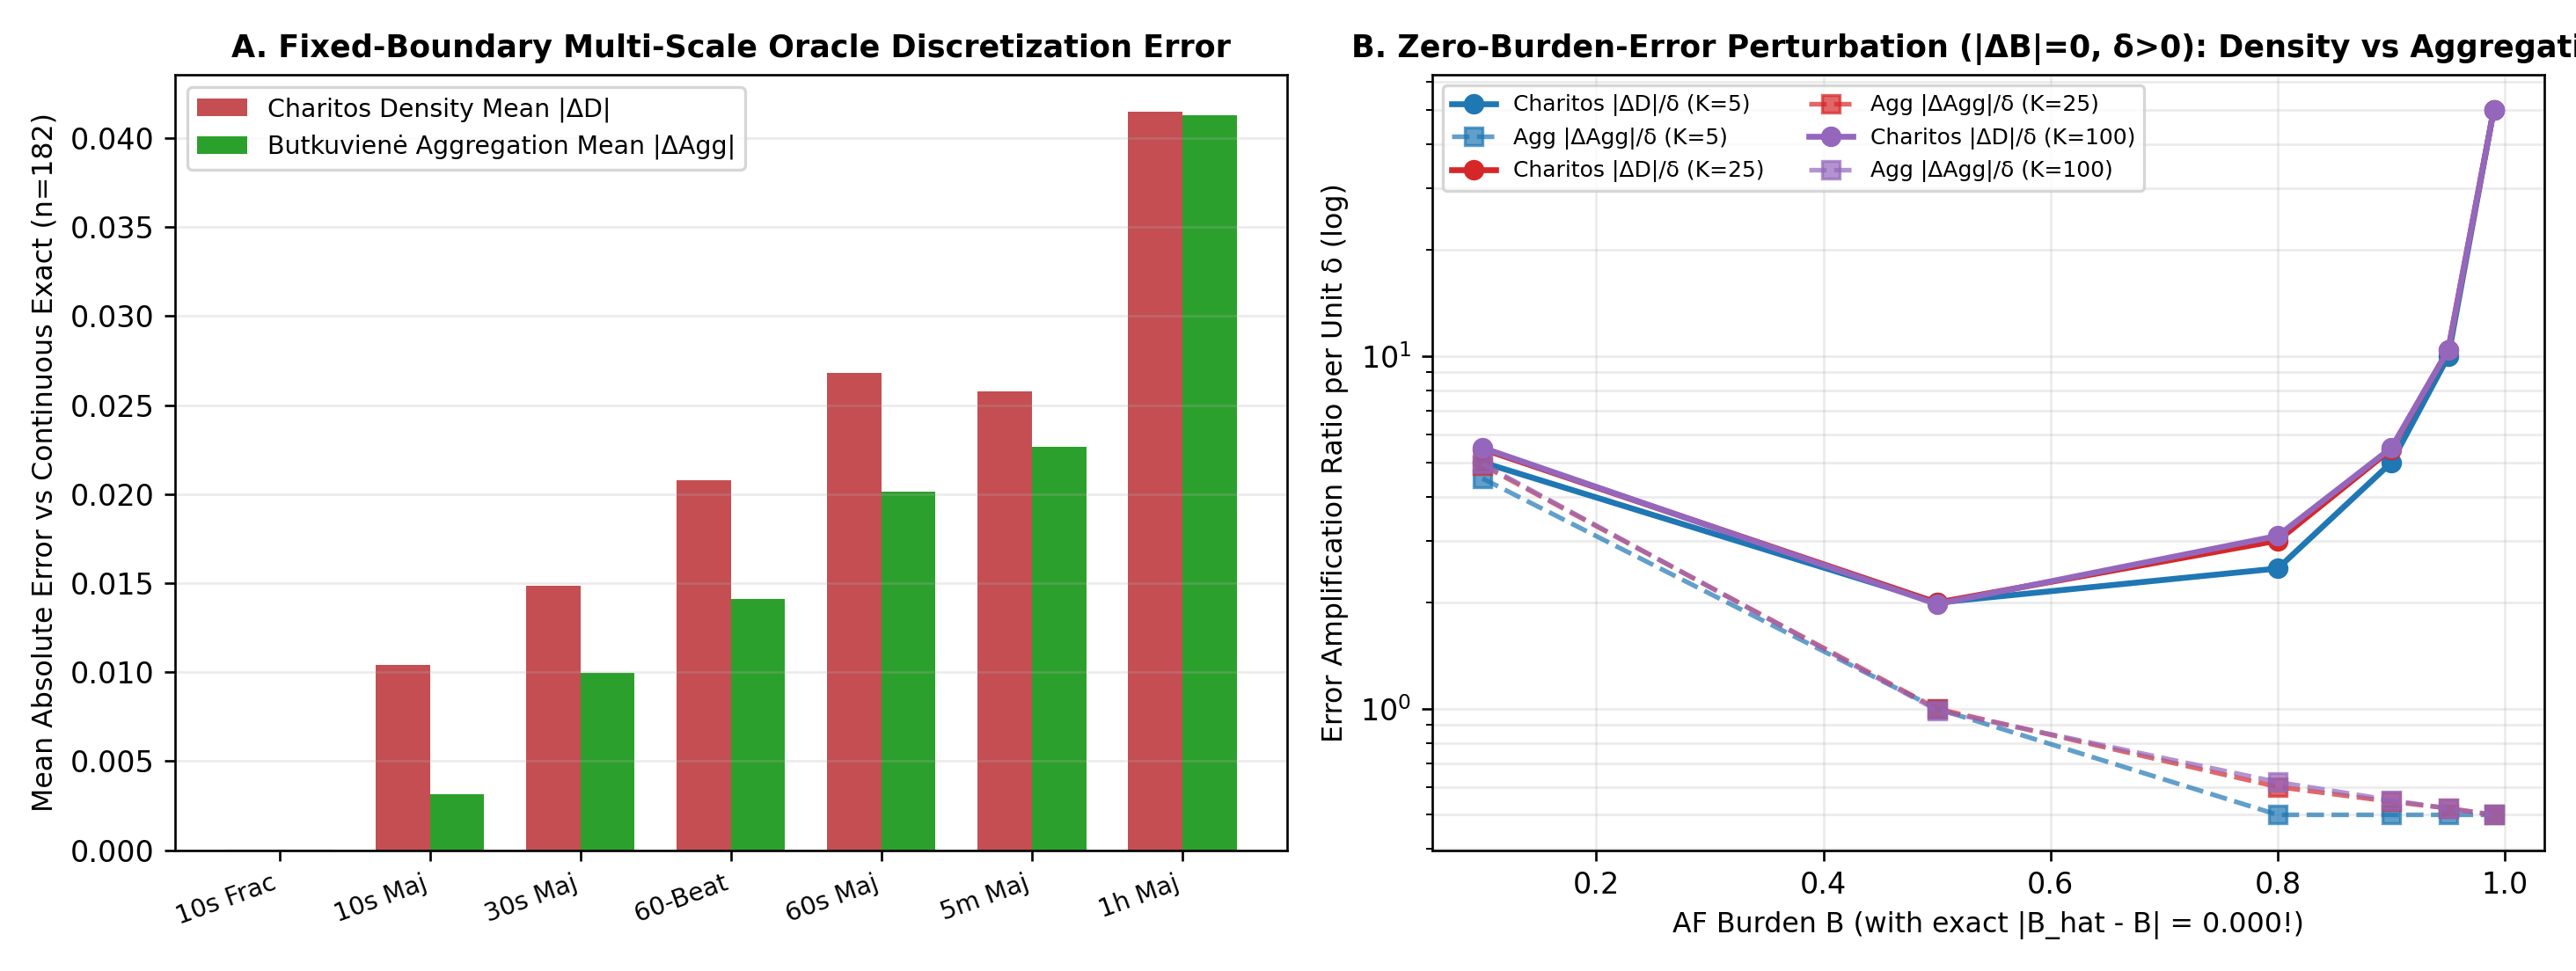 A. Fixed-Boundary Multi-Scale Oracle Discretization Error
Mean Absolute Error vs Continuous Exact (n=182)
Charitos Density Mean |ΔD|
Butkuvienė Aggregation Mean |ΔAgg|
0.040
0.035
0.030
0.025
0.020
0.015
0.010
0.005
0.000
10s Frac
10s Maj
30s Maj
60-Beat
60s Maj
5m Maj
1h Maj
B. Zero-Burden-Error Perturbation (|ΔB|=0, δ>0): Density vs Aggregati
Error Amplification Ratio per Unit δ (log)
Charitos |ΔD|/δ (K=5)
Agg |ΔAgg|/δ (K=5)
Charitos |ΔD|/δ (K=25)
Agg |ΔAgg|/δ (K=25)
Charitos |ΔD|/δ (K=100)
Agg |ΔAgg|/δ (K=100)
10¹
10⁰
0.2
0.4
0.6
0.8
1.0
AF Burden B (with exact |B_hat - B| = 0.000!)